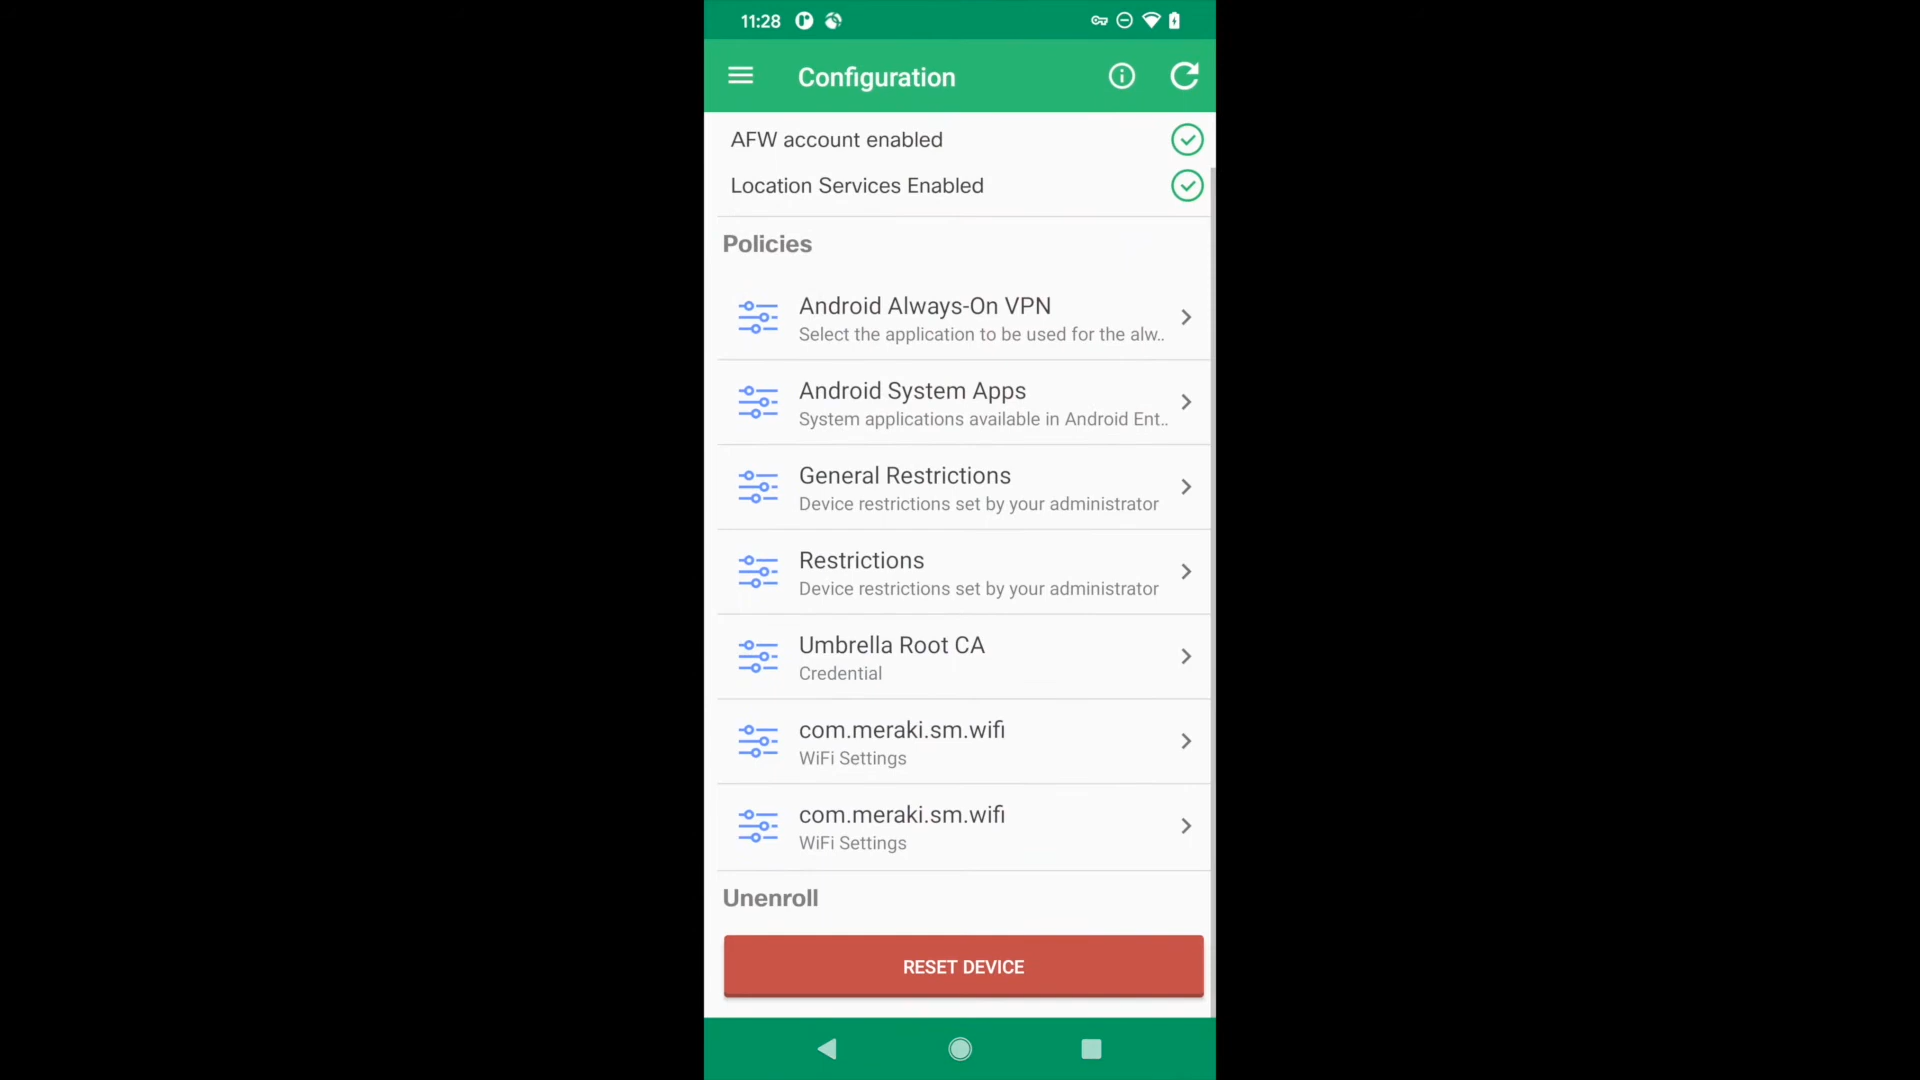 11:28
Configuration
AFW account enabled
Location Services Enabled
Policies
Android Always-On VPN
Select the application to be used for the alw..
Android System Apps
System applications available in Android Ent..
General Restrictions
Device restrictions set by your administrator
Restrictions
Device restrictions set by your administrator
Umbrella Root CA
Credential
com.meraki.sm.wifi
WiFi Settings
com.meraki.sm.wifi
WiFi Settings
Unenroll
RESET DEVICE